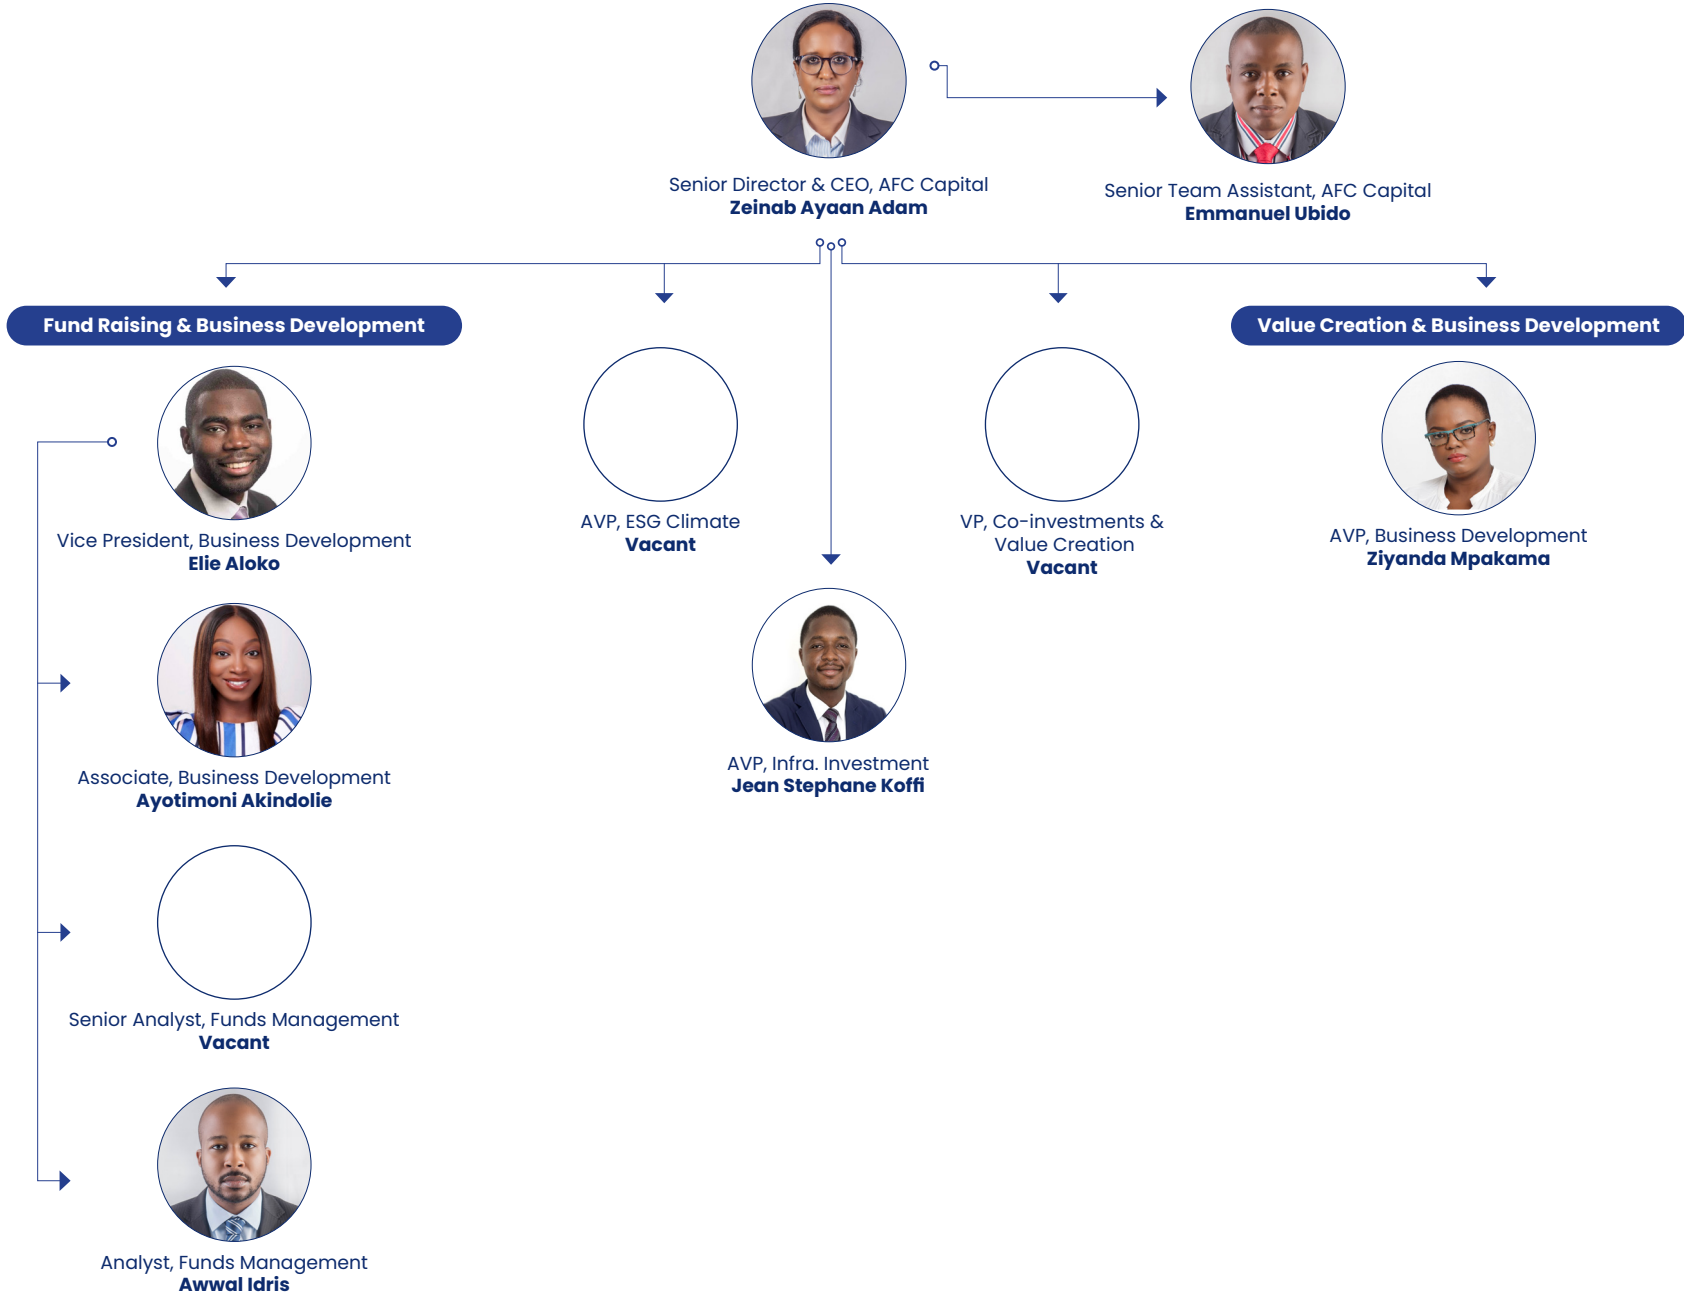 Senior Director & CEO, AFC Capital
Zeinab Ayaan Adam
Senior Team Assistant, AFC Capital
Emmanuel Ubido
Fund Raising & Business Development
Value Creation & Business Development
Vice President, Business Development
Elie Aloko
AVP, ESG Climate
Vacant
VP, Co-investments &
Value Creation
Vacant
AVP, Business Development
Ziyanda Mpakama
Associate, Business Development
Ayotimoni Akindolie
AVP, Infra. Investment
Jean Stephane Koffi
Senior Analyst, Funds Management
Vacant
Analyst, Funds Management
Awwal Idris